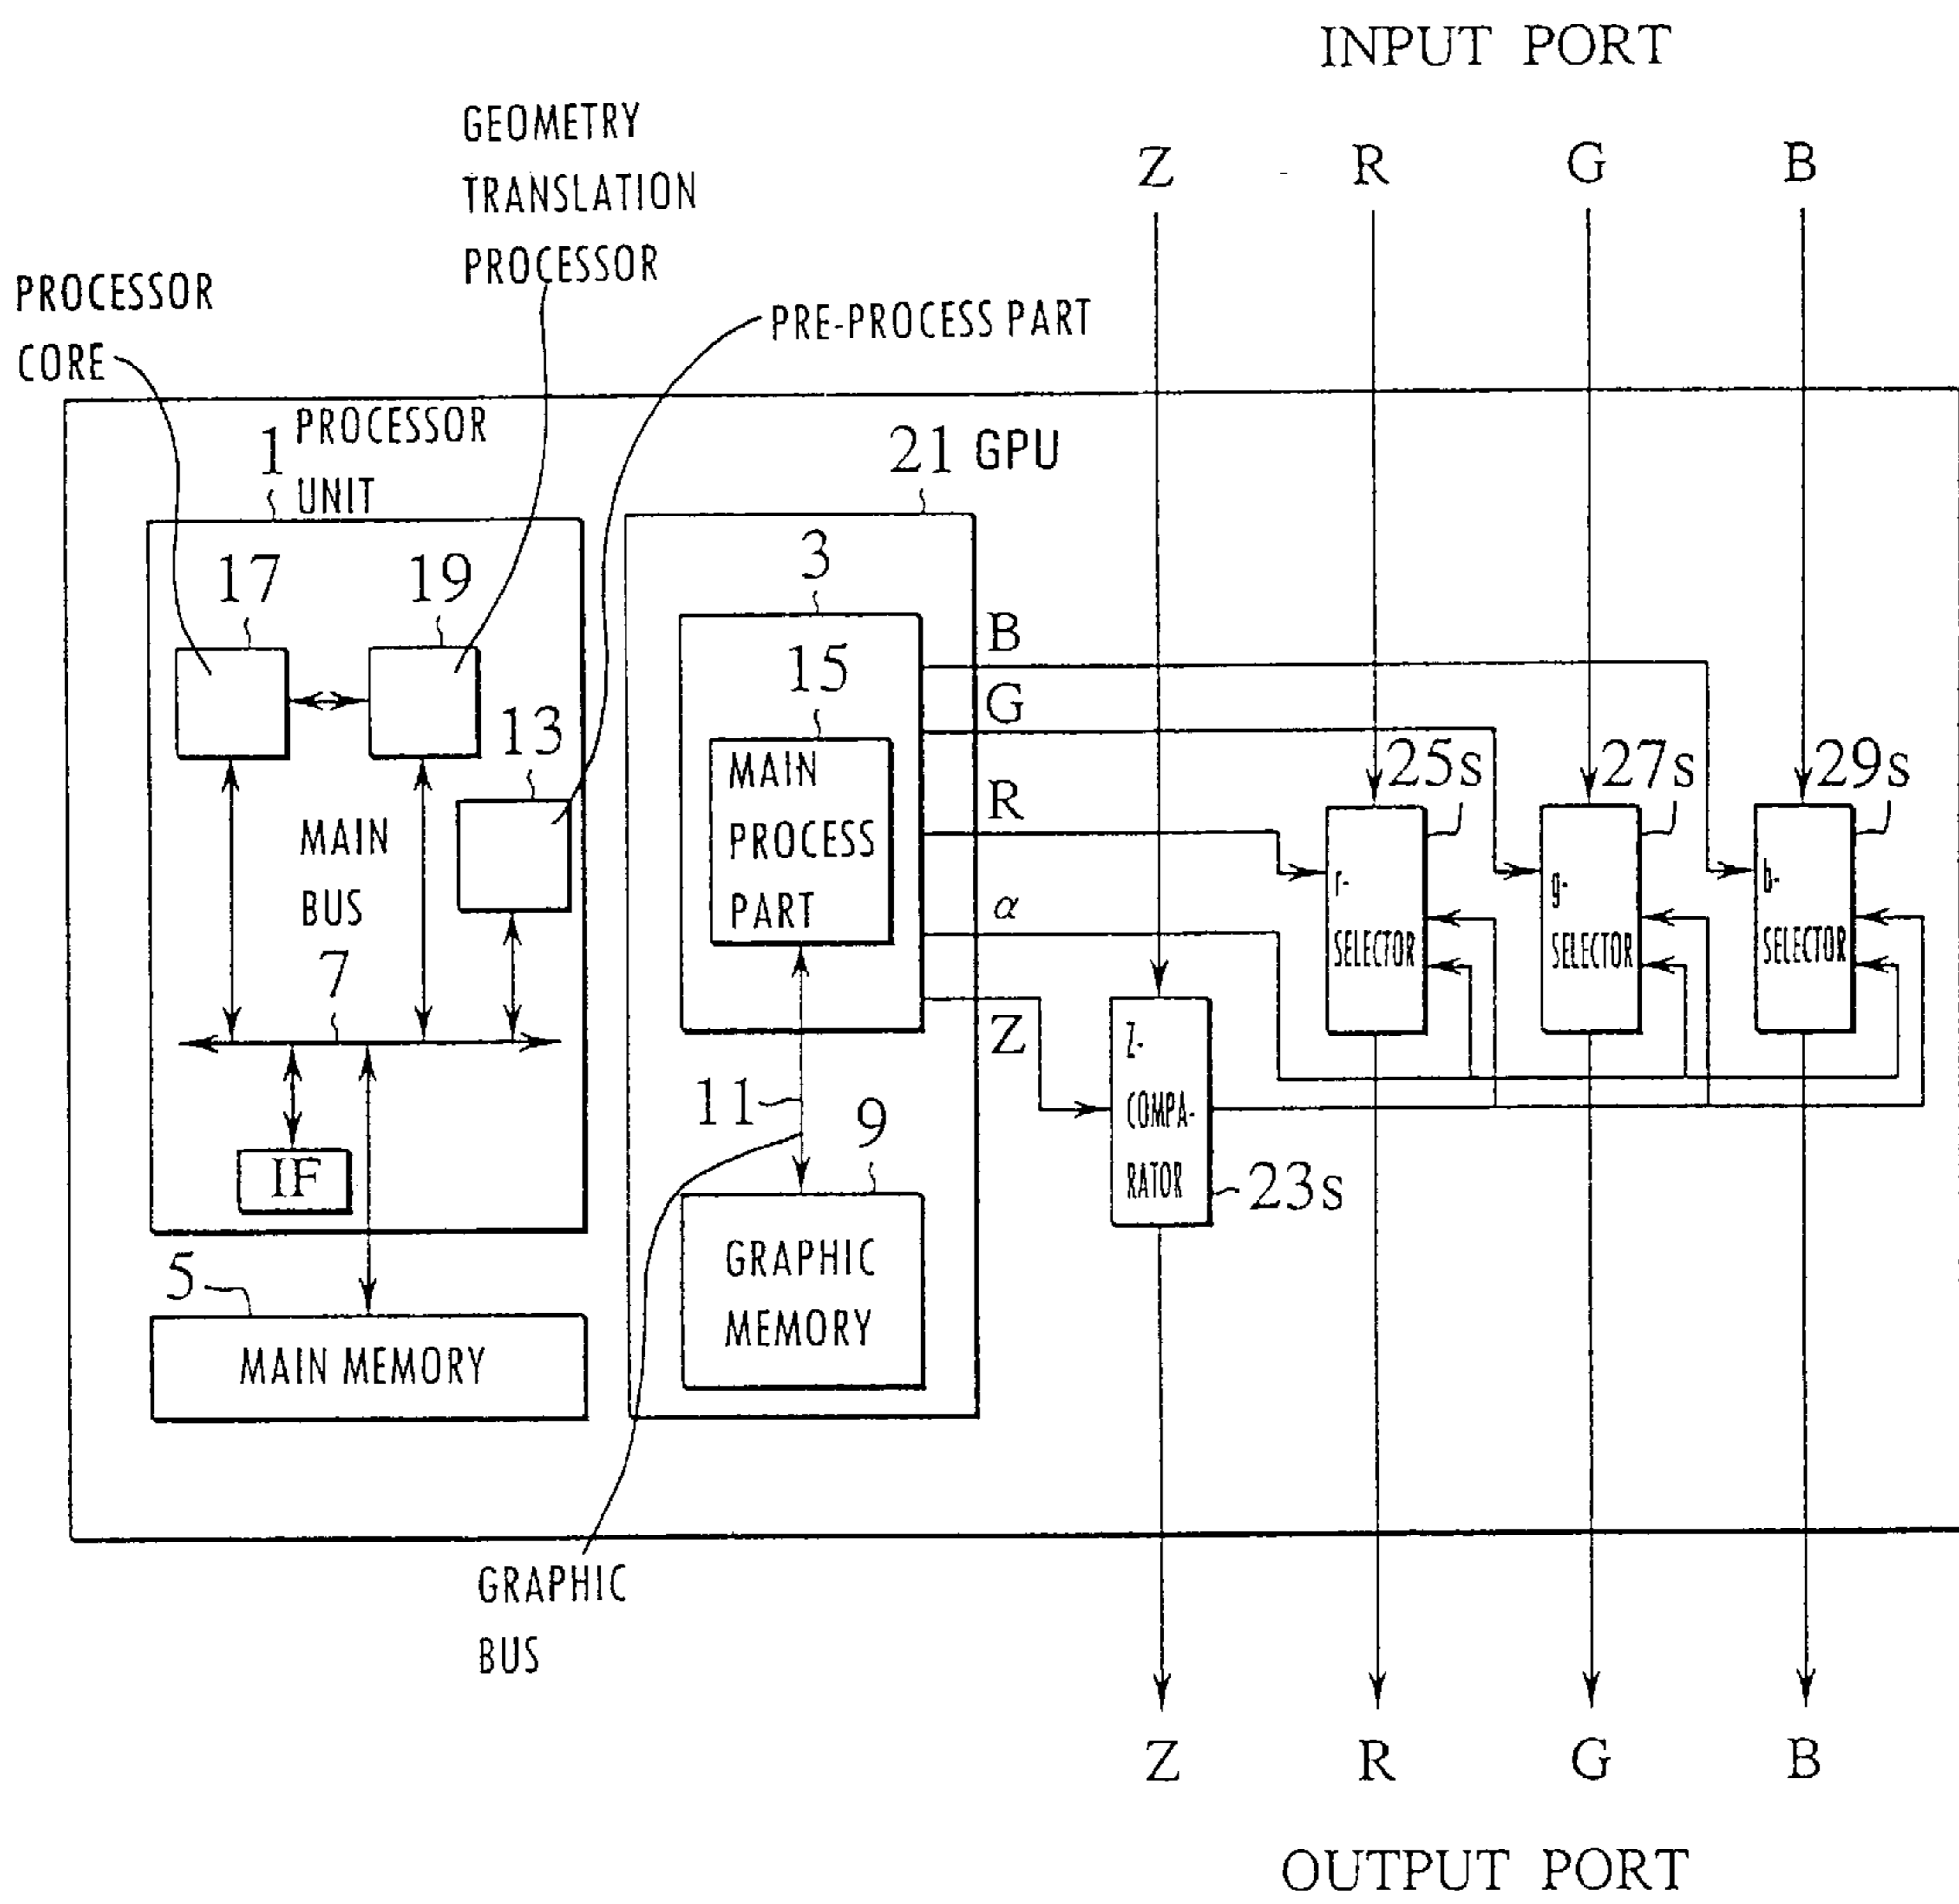 INPUT PORT
Z R G B
GEOMETRY
TRANSLATION
PROCESSOR
PROCESSOR
CORE
PRE-PROCESS PART
1 PROCESSOR
UNIT
21 GPU
17
19
13
MAIN
BUS
7
IF
5
MAIN MEMORY
3
15
MAIN
PROCESS
PART
11
9
GRAPHIC
MEMORY
B
G
R
α
Z
25s
27s
29s
r-
SELECTOR
g-
SELECTOR
b-
SELECTOR
Z-
COMPA-
RATOR
23s
GRAPHIC
BUS
Z R G B
OUTPUT PORT